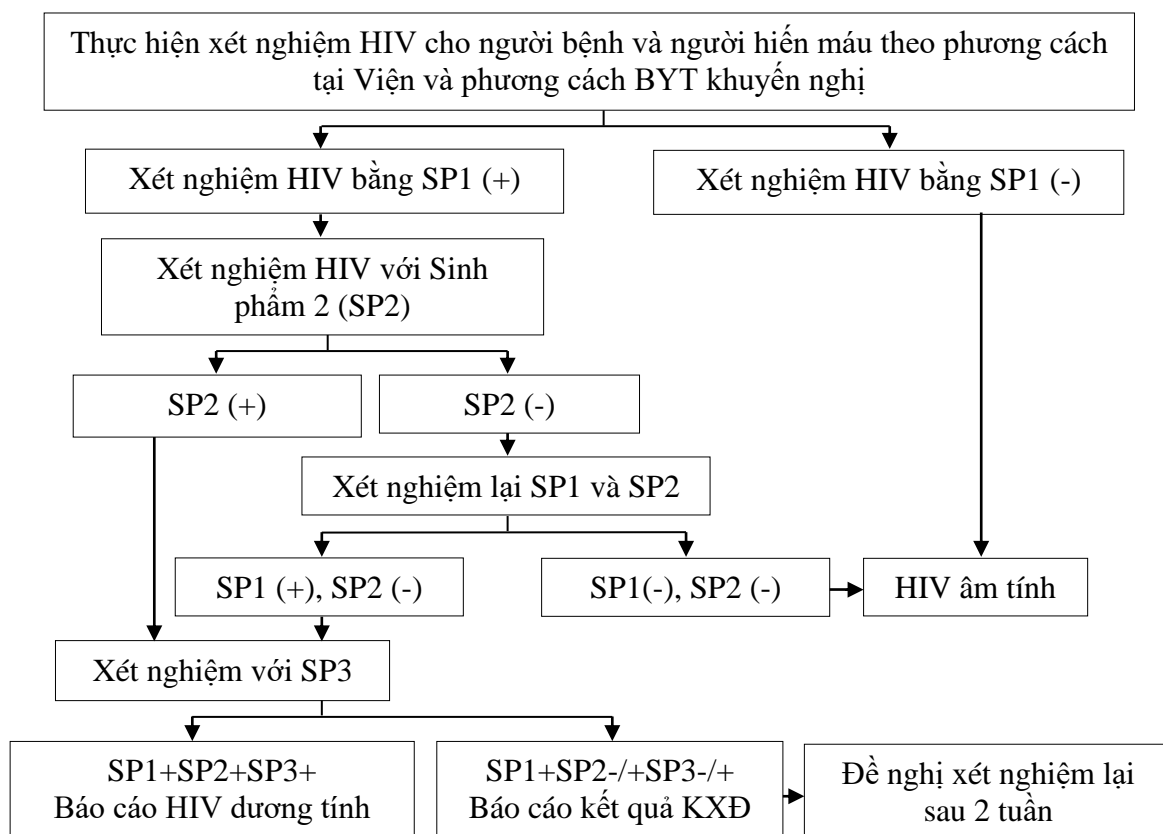 Thực hiện xét nghiệm HIV cho người bệnh và người hiến máu theo phương cách
tại Viện và phương cách BYT khuyến nghị
Xét nghiệm HIV bằng SP1 (+)
Xét nghiệm HIV bằng SP1 (-)
Xét nghiệm HIV với Sinh
phẩm 2 (SP2)
SP2 (+)
SP2 (-)
Xét nghiệm lại SP1 và SP2
SP1 (+), SP2 (-)
SP1(-), SP2 (-)
HIV âm tính
Xét nghiệm với SP3
SP1+SP2+SP3+
Báo cáo HIV dương tính
SP1+SP2-/+SP3-/+
Báo cáo kết quả KXĐ
Đề nghị xét nghiệm lại
sau 2 tuần